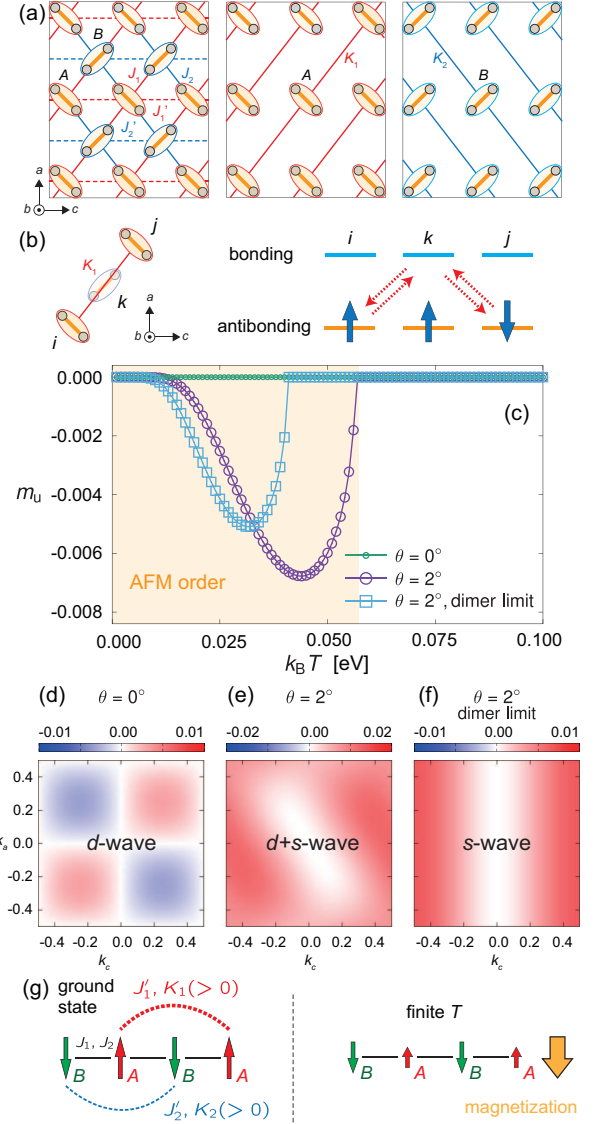 (a)
B
A
J₁
J₂
J₁'
J₂'
K₁
A
K₂
B
a
b
c
(b)
j
K₁
k
i
a
b
c
i
k
j
bonding
antibonding
(c)
0.000
-0.002
-0.004
-0.006
-0.008
mᵤ
AFM order
θ = 0°
θ = 2°
θ = 2°, dimer limit
0.000
0.025
0.050
0.075
0.100
k_B T [eV]
(d)
θ = 0°
-0.01
0.00
0.01
0.4
0.2
0.0
-0.2
-0.4
k_a
d-wave
-0.4 -0.2 0.0 0.2 0.4
k_c
(e)
θ = 2°
-0.02
0.00
0.02
d+s-wave
-0.4 -0.2 0.0 0.2 0.4
k_c
(f)
θ = 2°
dimer limit
-0.01
0.00
0.01
s-wave
-0.4 -0.2 0.0 0.2 0.4
k_c
(g)
ground
state
J₁', K₁(> 0)
J₁, J₂
B
A
B
A
J₂', K₂(> 0)
finite T
B
A
B
A
magnetization